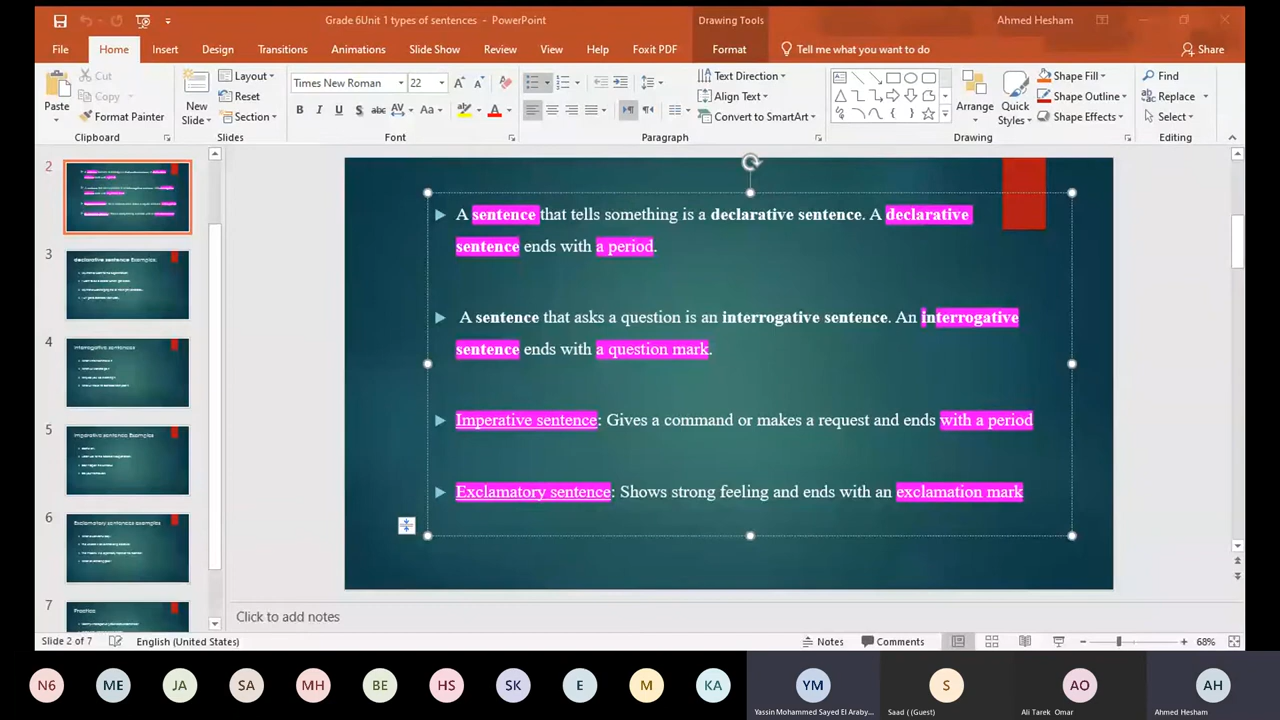 Grade 6Unit 1 types of sentences - PowerPoint
Drawing Tools
Ahmed Hesham
File Home Insert Design Transitions Animations Slide Show Review View Help Foxit PDF Format Tell me what you want to do Share
Paste
Cut
Copy
Format Painter
Clipboard
New Slide
Layout
Reset
Section
Slides
Times New Roman 22
B I U S abc AV Aa A
Font
Text Direction
Align Text
Convert to SmartArt
Paragraph
Arrange
Quick Styles
Shape Fill
Shape Outline
Shape Effects
Drawing
Find
Replace
Select
Editing
2
3
declarative sentence Examples:
4
Interrogative sentences
5
Imperative sentence Examples
6
Exclamatory sentences examples
7
Practice
A sentence that tells something is a declarative sentence. A declarative
sentence ends with a period.
A sentence that asks a question is an interrogative sentence. An interrogative
sentence ends with a question mark.
Imperative sentence: Gives a command or makes a request and ends with a period
Exclamatory sentence: Shows strong feeling and ends with an exclamation mark
Click to add notes
Slide 2 of 7 English (United States) Notes Comments 68%
N6 ME JA SA MH BE HS SK E M KA YM S AO AH
Yassin Mohammed Sayed El Araby... Saad ( (Guest) Ali Tarek Omar Ahmed Hesham